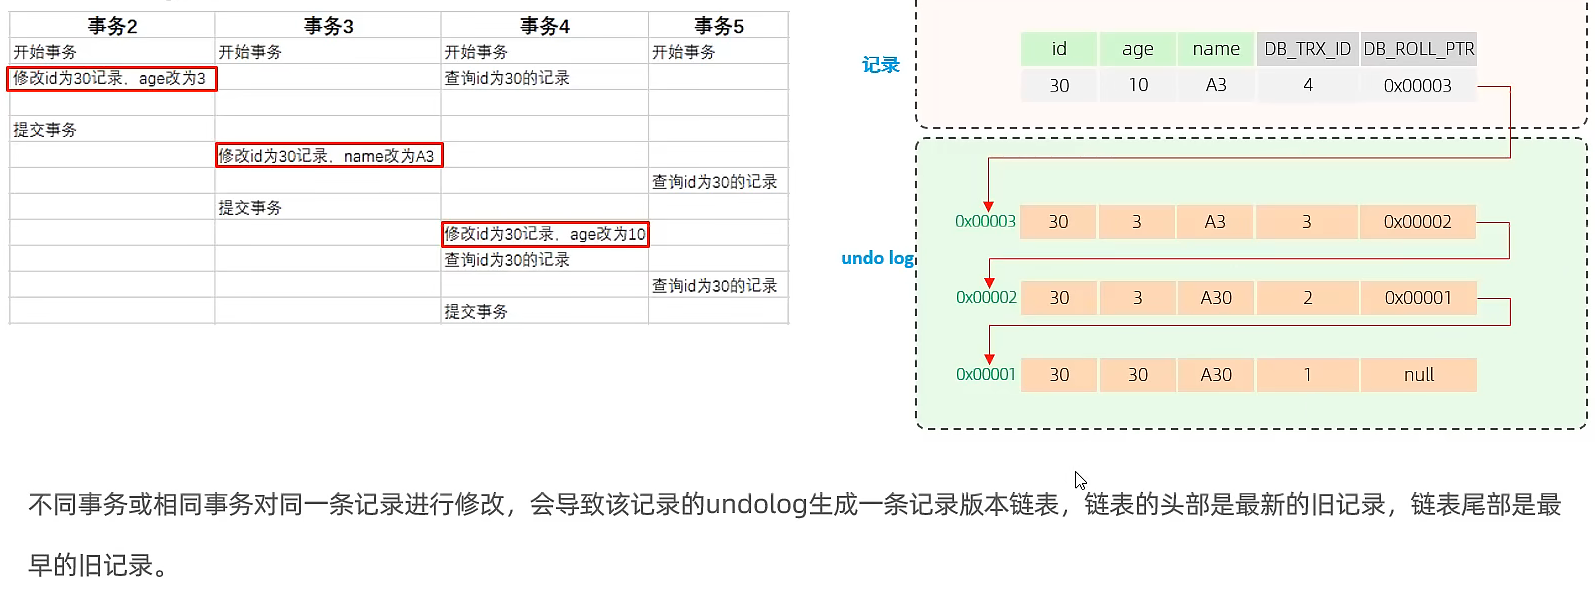 事务2 事务3 事务4 事务5
开始事务 开始事务 开始事务 开始事务
修改id为30记录，age改为3 查询id为30的记录
提交事务
修改id为30记录，name改为A3
查询id为30的记录
提交事务
修改id为30记录，age改为10
查询id为30的记录
查询id为30的记录
提交事务
记录
id age name DB_TRX_ID DB_ROLL_PTR
30 10 A3 4 0x00003
undo log
0x00003 30 3 A3 3 0x00002
0x00002 30 3 A30 2 0x00001
0x00001 30 30 A30 1 null
不同事务或相同事务对同一条记录进行修改，会导致该记录的undolog生成一条记录版本链表，链表的头部是最新的旧记录，链表尾部是最
早的旧记录。